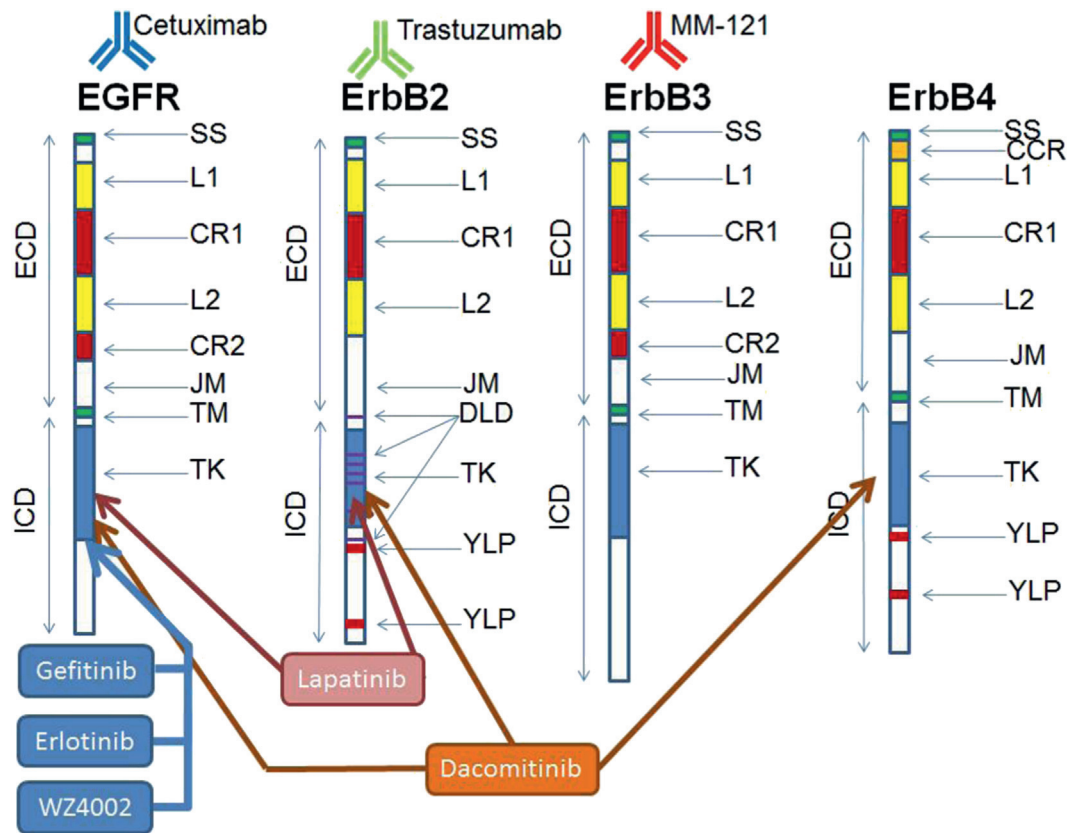 Cetuximab
Trastuzumab
MM-121
EGFR
ErbB2
ErbB3
ErbB4
ECD
SS
L1
CR1
L2
CR2
JM
TM
ICD
TK
ECD
SS
L1
CR1
L2
JM
DLD
ICD
TK
YLP
YLP
ECD
SS
L1
CR1
L2
CR2
JM
TM
ICD
TK
ECD
SS
CCR
L1
CR1
L2
JM
TM
ICD
TK
YLP
YLP
Gefitinib
Erlotinib
WZ4002
Lapatinib
Dacomitinib